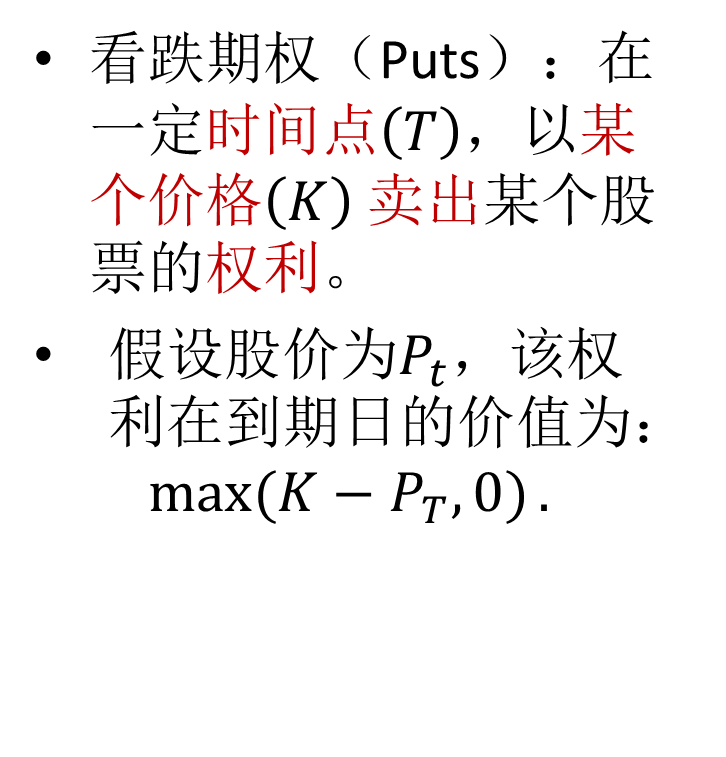 • 看跌期权（Puts）：在
一定时间点(T)，以某
个价格(K) 卖出某个股
票的权利。
• 假设股价为P_t，该权
利在到期日的价值为：
max(K − P_T, 0) .